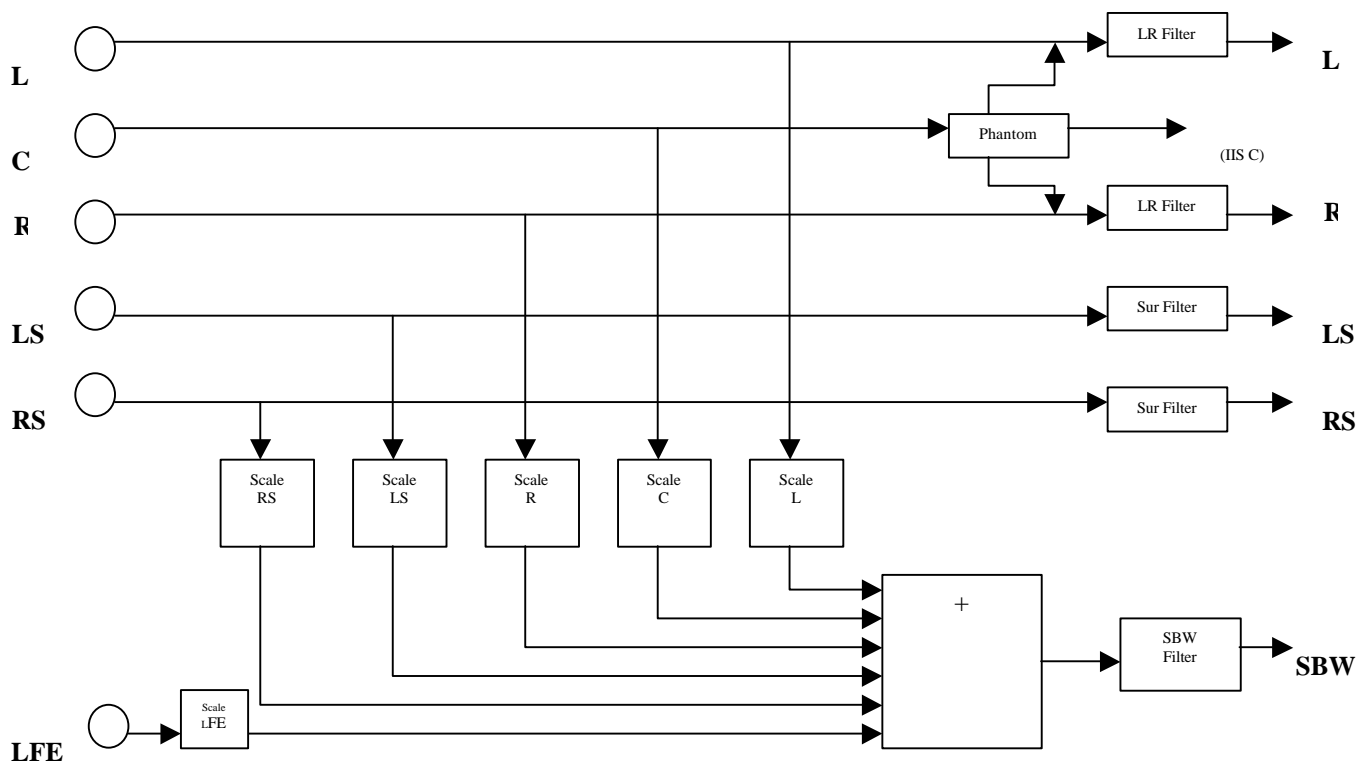 LR Filter
L
L
Phantom
C
(IIS C)
R
LR Filter
R
LS
Sur Filter
LS
RS
Sur Filter
RS
Scale
RS
Scale
LS
Scale
R
Scale
C
Scale
L
+
SBW
Filter
SBW
Scale
LFE
LFE